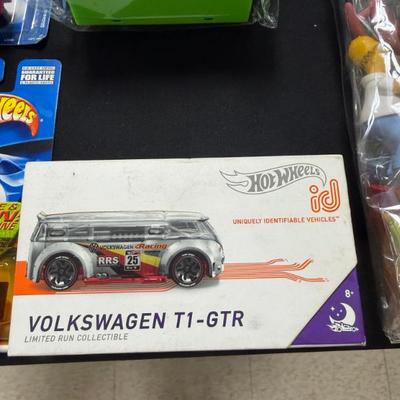 GUARANTEED
FOR LIFE
Wheels
HOT WHEELS
id
UNIQUELY IDENTIFIABLE VEHICLES™
VOLKSWAGEN Racing
RRS
25
8+
VOLKSWAGEN T1-GTR
LIMITED RUN COLLECTIBLE